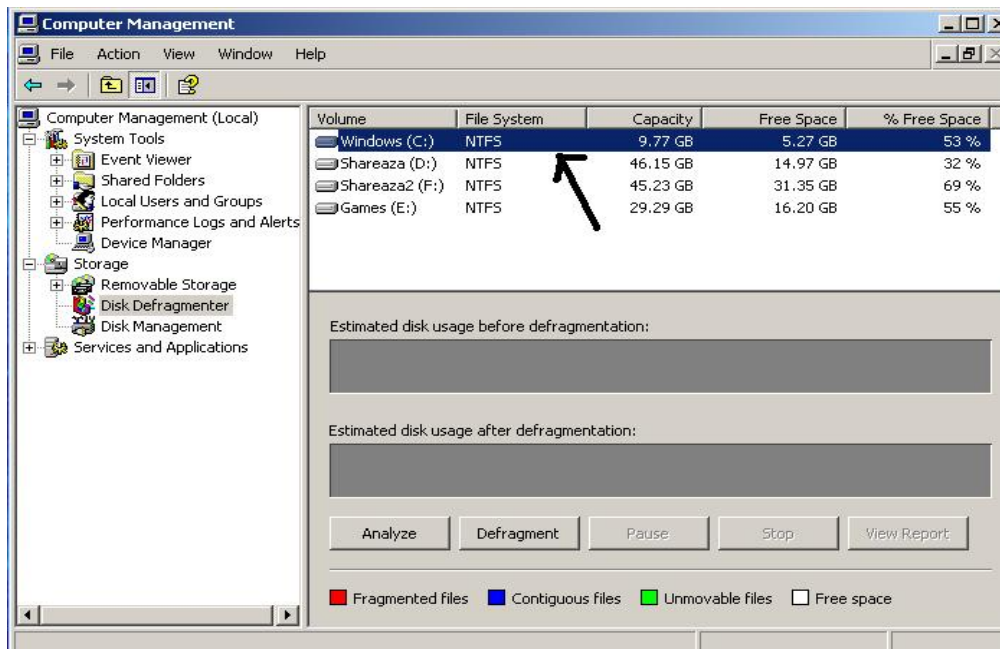 Computer Management
File Action View Window Help
Computer Management (Local)
System Tools
Event Viewer
Shared Folders
Local Users and Groups
Performance Logs and Alerts
Device Manager
Storage
Removable Storage
Disk Defragmenter
Disk Management
Services and Applications
Volume File System Capacity Free Space % Free Space
Windows (C:) NTFS 9.77 GB 5.27 GB 53 %
Shareaza (D:) NTFS 46.15 GB 14.97 GB 32 %
Shareaza2 (F:) NTFS 45.23 GB 31.35 GB 69 %
Games (E:) NTFS 29.29 GB 16.20 GB 55 %
Estimated disk usage before defragmentation:
Estimated disk usage after defragmentation:
Analyze Defragment Pause Stop View Report
Fragmented files Contiguous files Unmovable files Free space